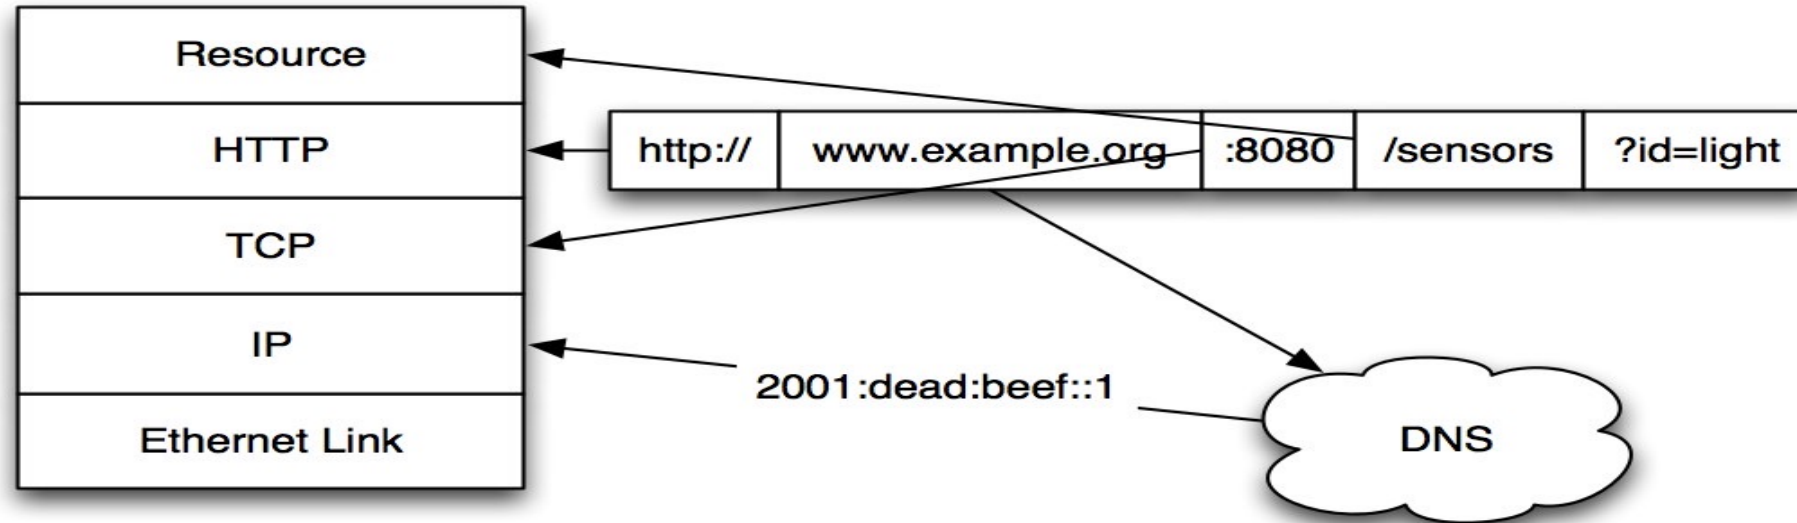 Resource
HTTP
TCP
IP
Ethernet Link
http:// www.example.org :8080 /sensors ?id=light
2001:dead:beef::1
DNS